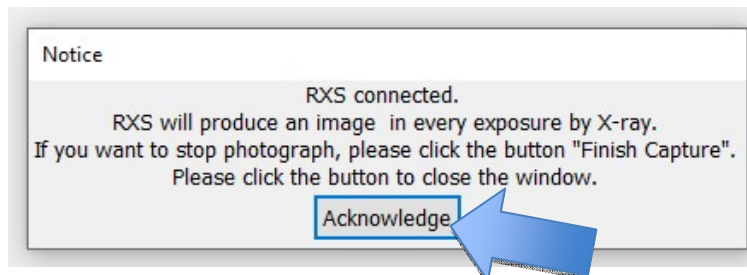 Notice
RXS connected.
RXS will produce an image in every exposure by X-ray.
If you want to stop photograph, please click the button "Finish Capture".
Please click the button to close the window.
Acknowledge